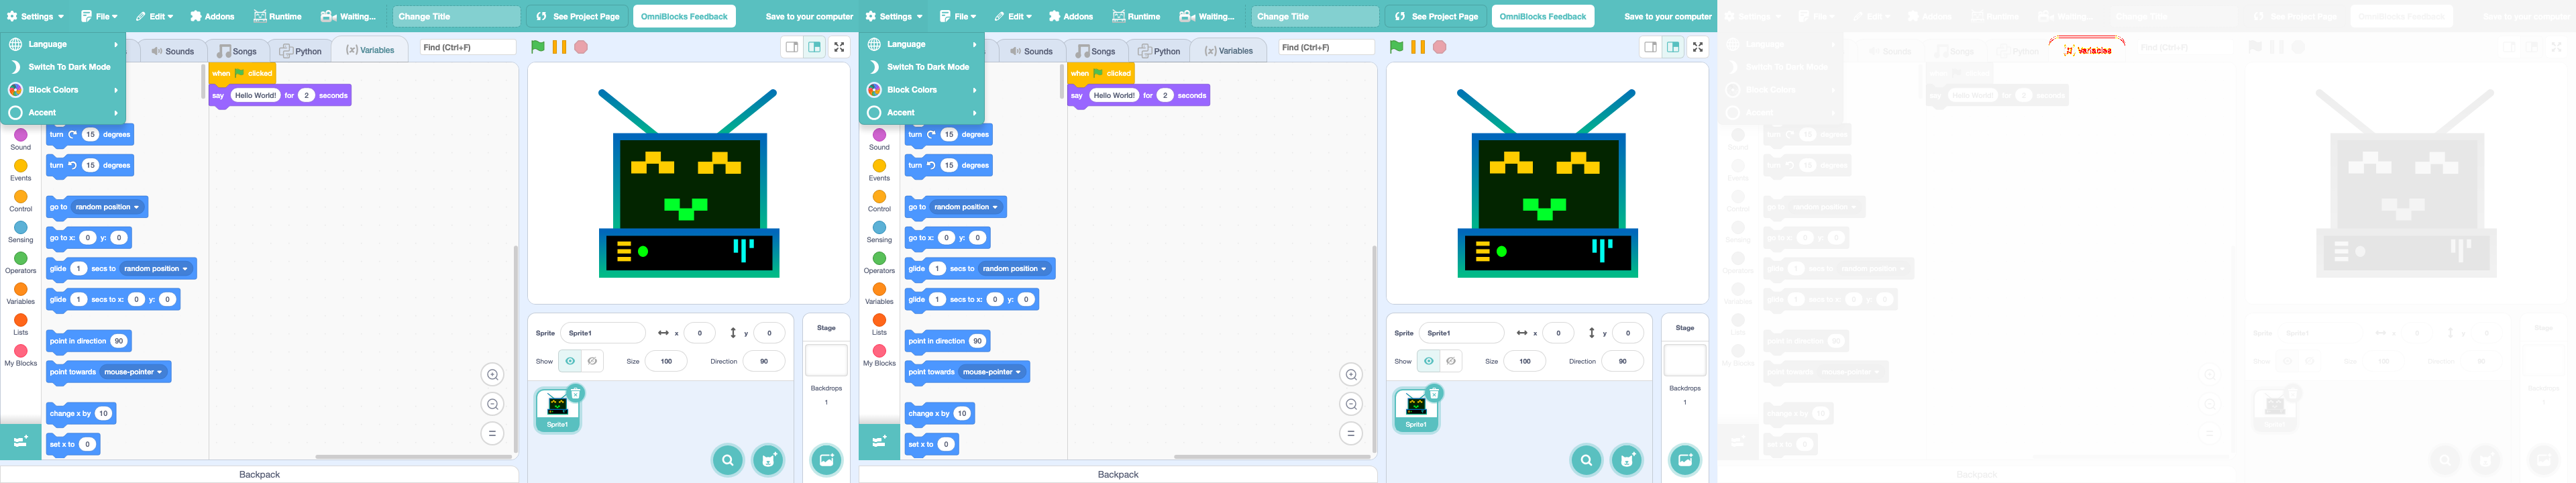 Settings File Edit Addons Runtime Waiting... Change Title See Project Page OmniBlocks Feedback Save to your computer
Language
Switch To Dark Mode
Block Colors
Accent
Sounds Songs Python (x) Variables Find (Ctrl+F)
when clicked
say Hello World! for 2 seconds
turn 15 degrees
turn 15 degrees
go to random position
go to x: 0 y: 0
glide 1 secs to random position
glide 1 secs to x: 0 y: 0
point in direction 90
point towards mouse-pointer
change x by 10
set x to 0
Sound
Events
Control
Sensing
Operators
Variables
Lists
My Blocks
Backpack
Sprite Sprite1 x 0 y 0
Show Size 100 Direction 90
Sprite1
Stage
Backdrops
1
Settings File Edit Addons Runtime Waiting... Change Title See Project Page OmniBlocks Feedback Save to your computer
Language
Switch To Dark Mode
Block Colors
Accent
Sounds Songs Python (x) Variables Find (Ctrl+F)
when clicked
say Hello World! for 2 seconds
turn 15 degrees
turn 15 degrees
go to random position
go to x: 0 y: 0
glide 1 secs to random position
glide 1 secs to x: 0 y: 0
point in direction 90
point towards mouse-pointer
change x by 10
set x to 0
Sound
Events
Control
Sensing
Operators
Variables
Lists
My Blocks
Backpack
Sprite Sprite1 x 0 y 0
Show Size 100 Direction 90
Sprite1
Stage
Backdrops
1
Variables
Backpack